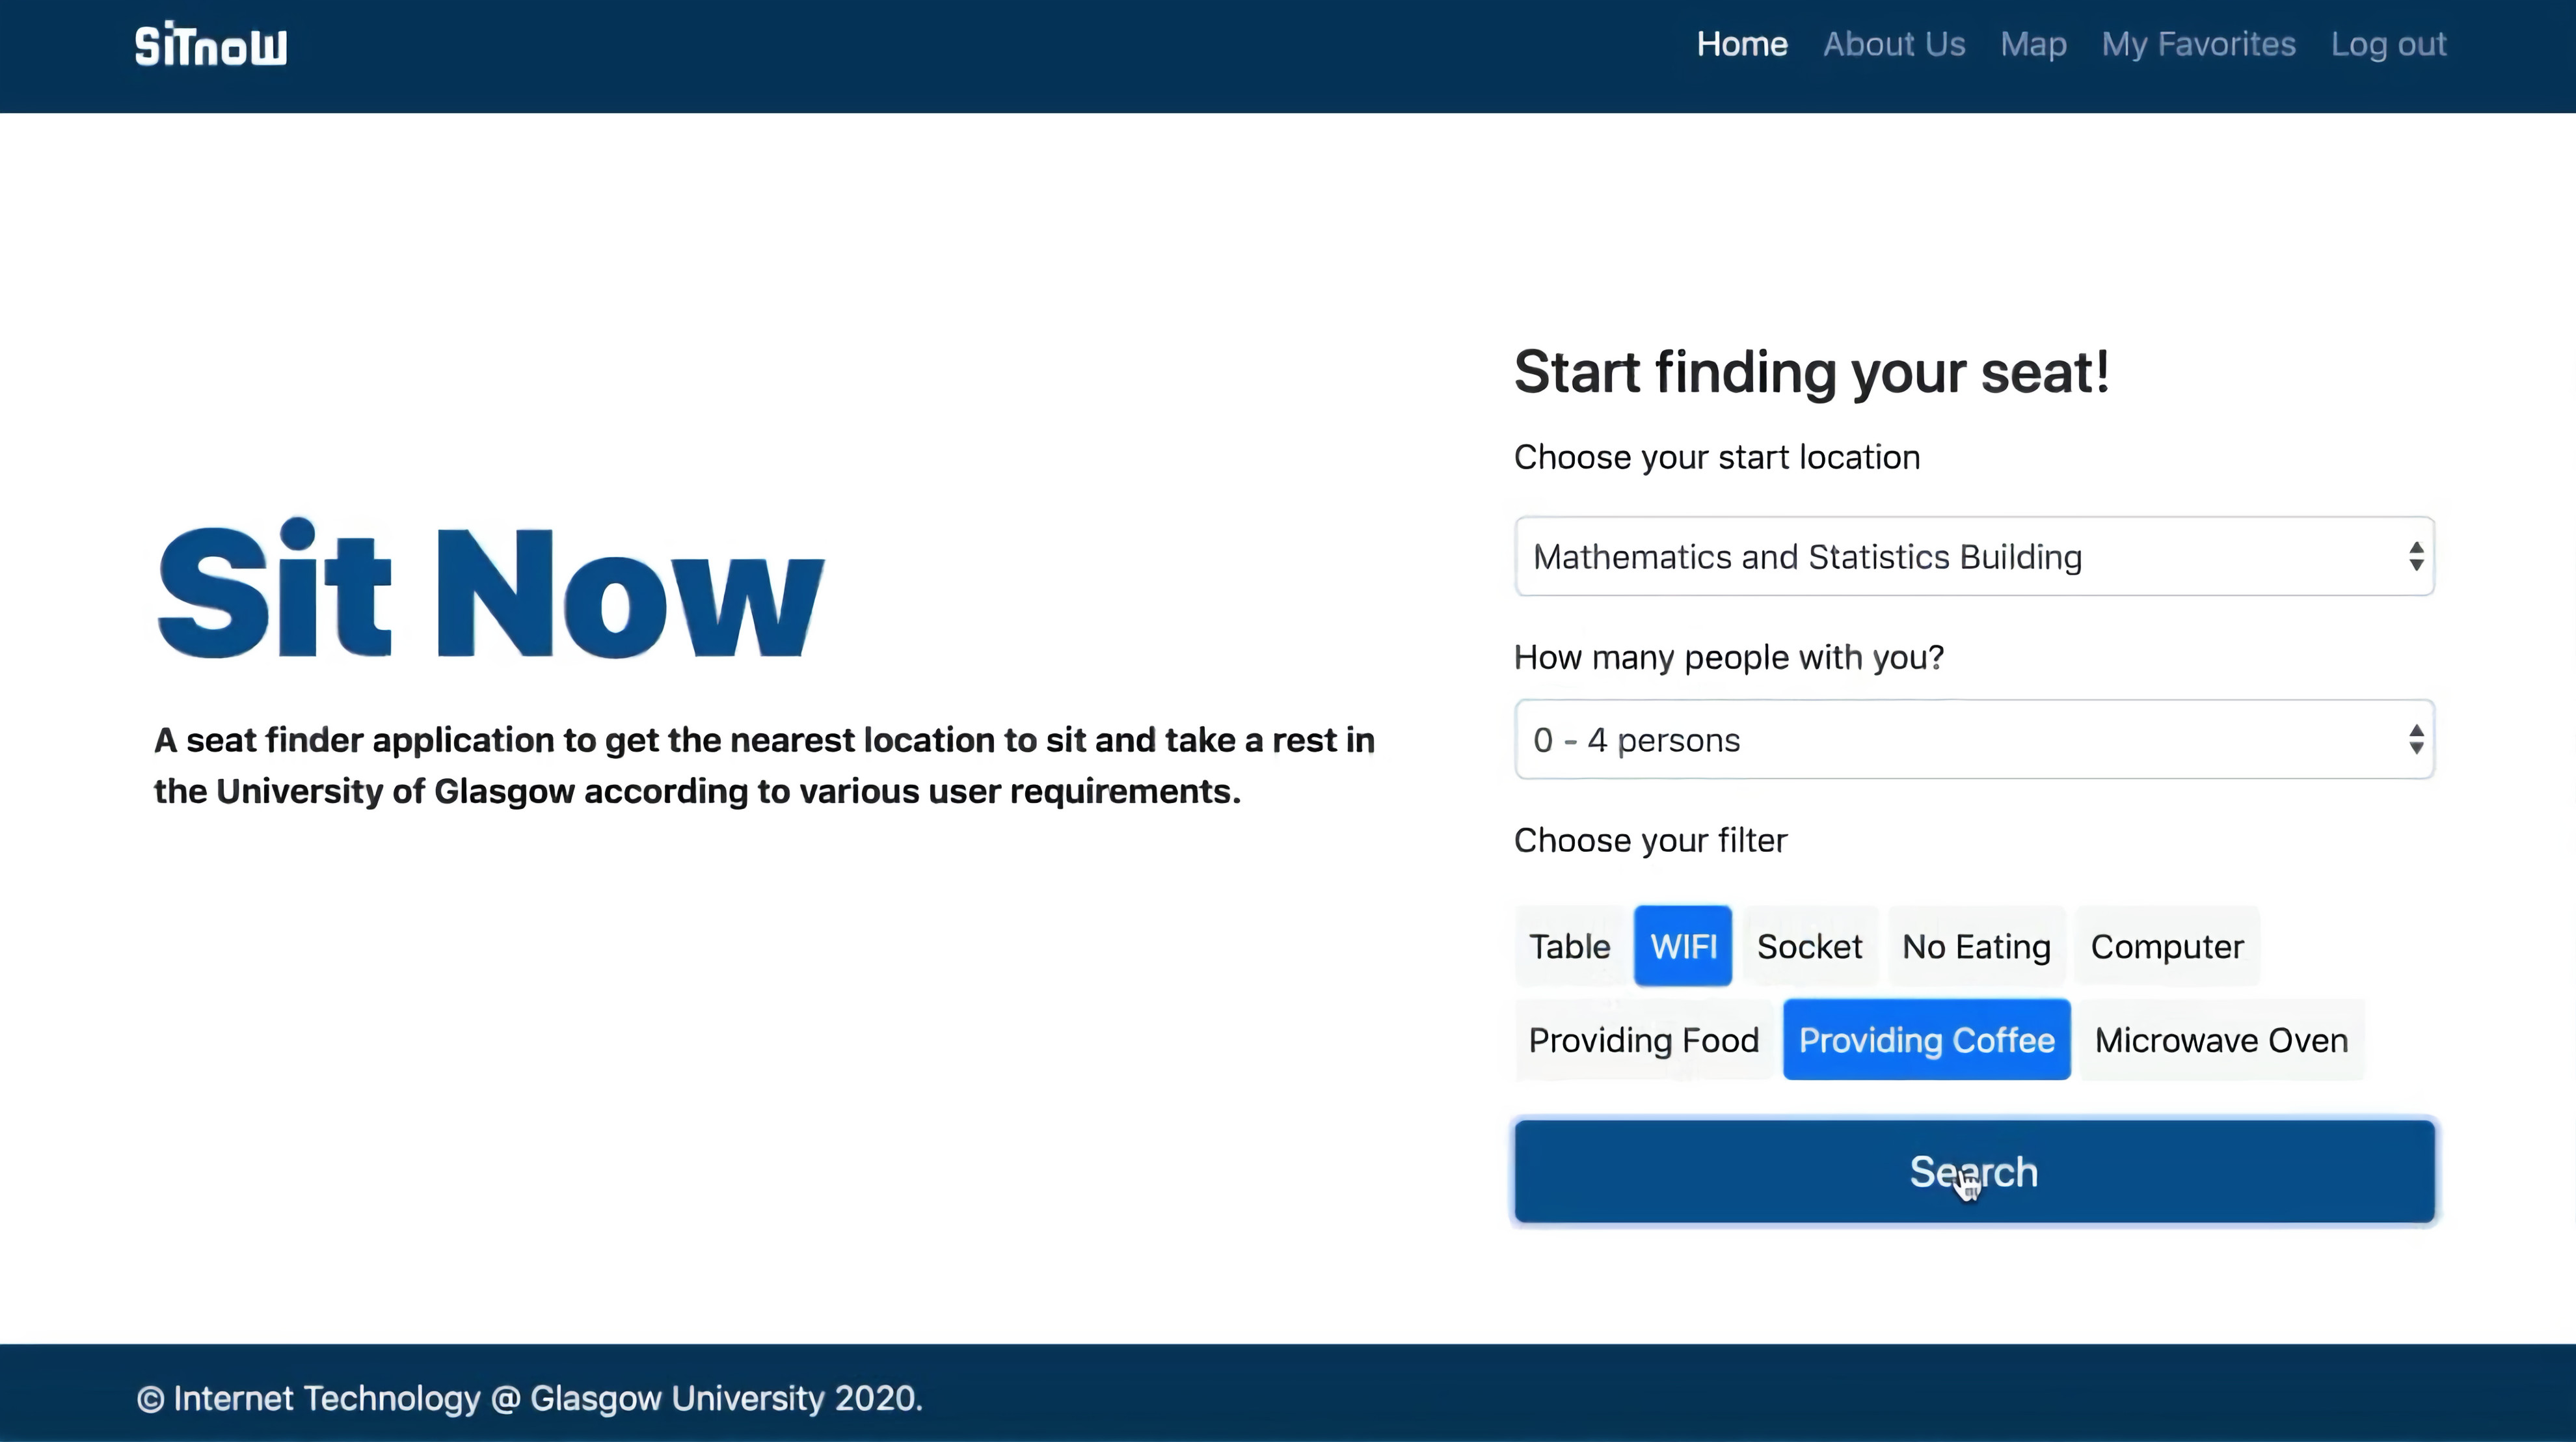 SiTnoW
Home About Us Map My Favorites Log out
Sit Now
A seat finder application to get the nearest location to sit and take a rest in
the University of Glasgow according to various user requirements.
Start finding your seat!
Choose your start location
Mathematics and Statistics Building
How many people with you?
0 - 4 persons
Choose your filter
Table WIFI Socket No Eating Computer
Providing Food Providing Coffee Microwave Oven
Search
© Internet Technology @ Glasgow University 2020.